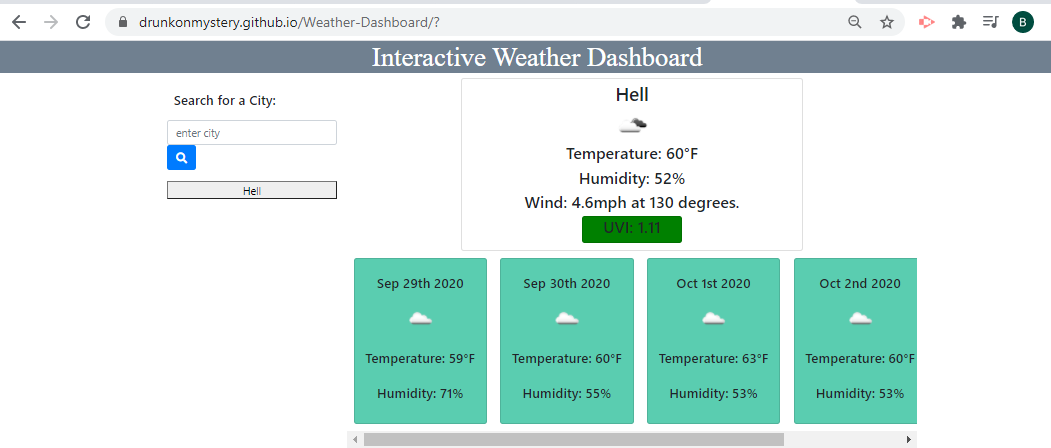 drunkonmystery.github.io/Weather-Dashboard/?
B
Interactive Weather Dashboard
Search for a City:
enter city
Hell
Hell
Temperature: 60°F
Humidity: 52%
Wind: 4.6mph at 130 degrees.
UVI: 1.11
Sep 29th 2020
Temperature: 59°F
Humidity: 71%
Sep 30th 2020
Temperature: 60°F
Humidity: 55%
Oct 1st 2020
Temperature: 63°F
Humidity: 53%
Oct 2nd 2020
Temperature: 60°F
Humidity: 53%